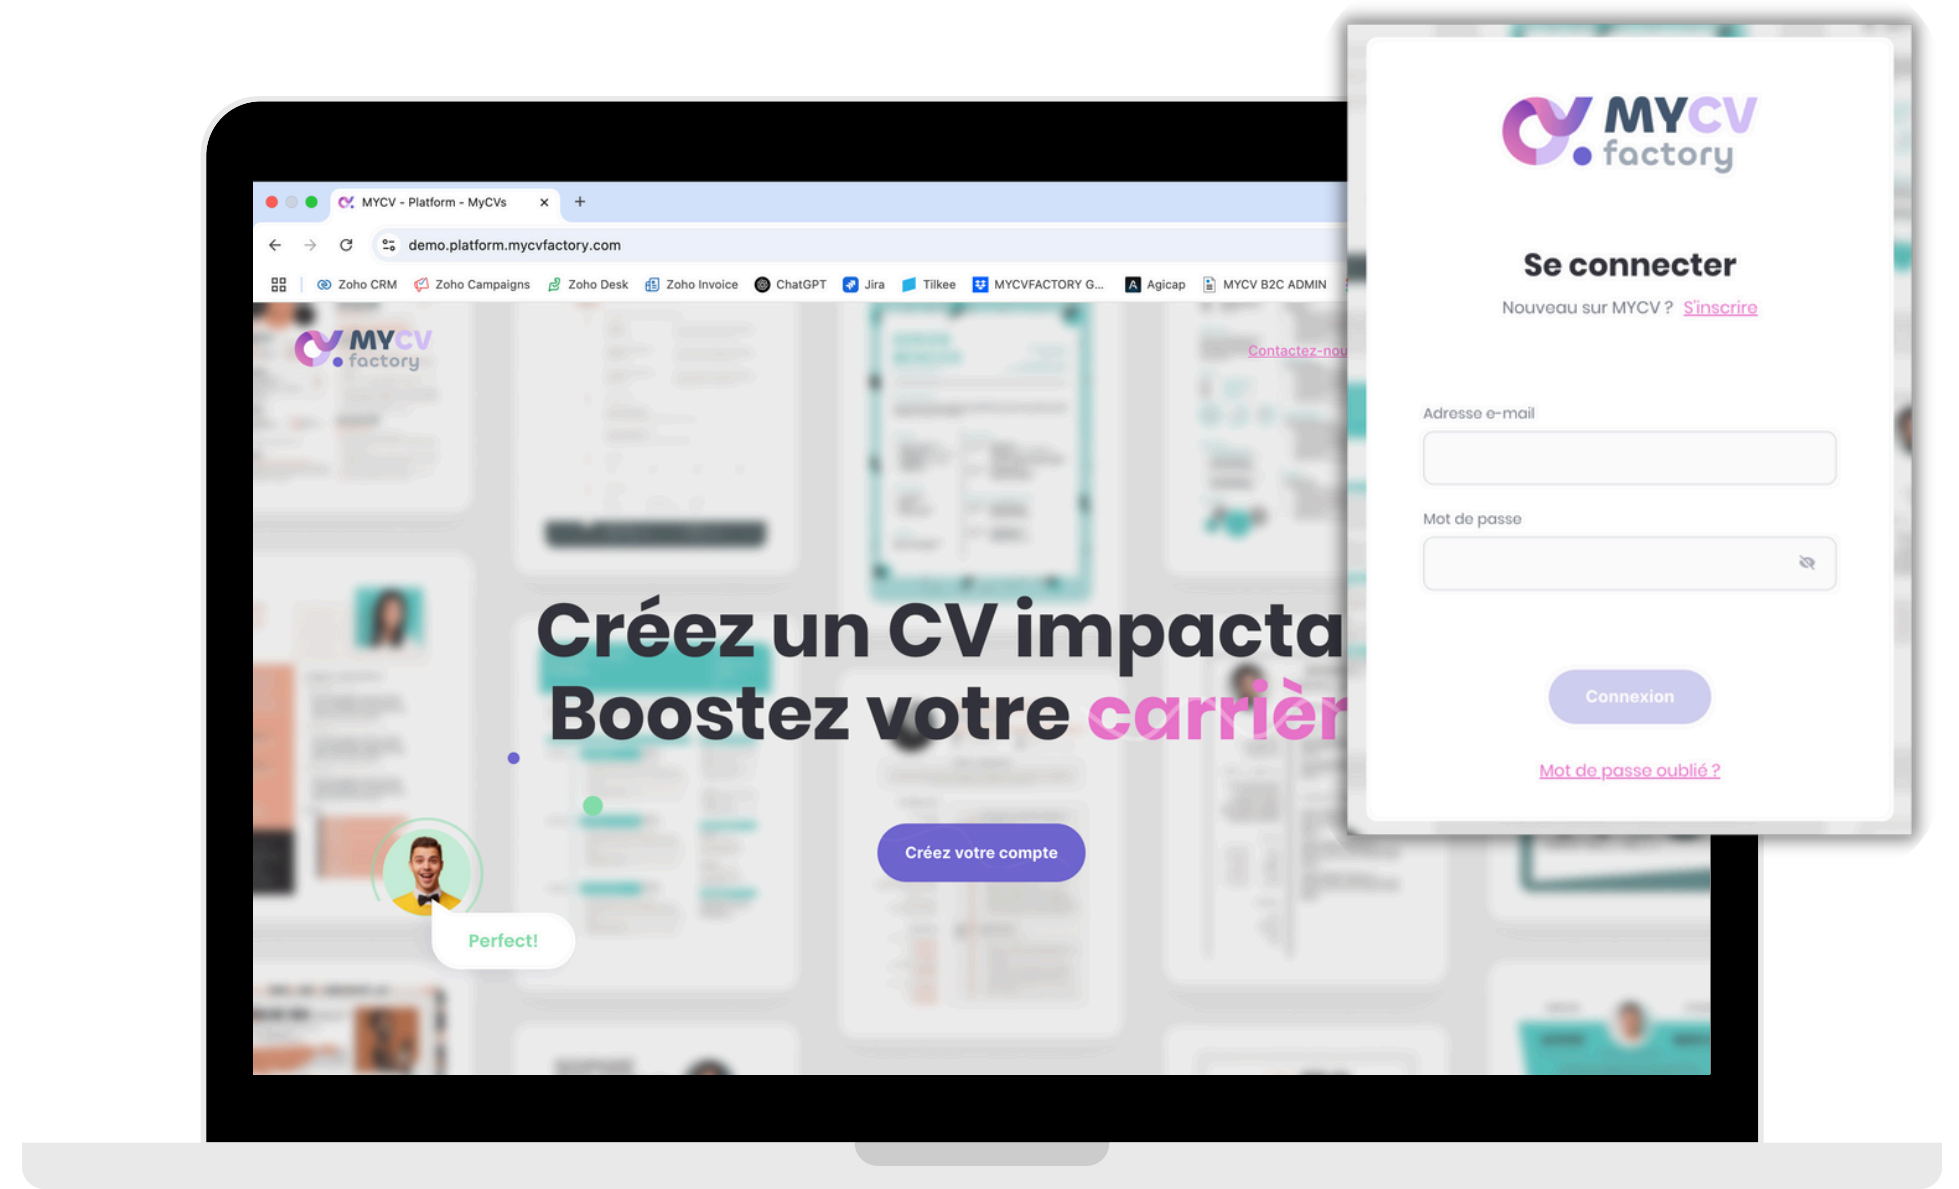 MYCV - Platform - MyCVs
demo.platform.mycvfactory.com
Zoho CRM Zoho Campaigns Zoho Desk Zoho Invoice ChatGPT Jira Tilkee MYCVFACTORY G... Agicap MYCV B2C ADMIN
MYCV
factory
Contactez-nou
Créez un CV impacta
Boostez votre carrièr
Créez votre compte
Perfect!
MYCV
factory
Se connecter
Nouveau sur MYCV ? S'inscrire
Adresse e-mail
Mot de passe
Connexion
Mot de passe oublié ?